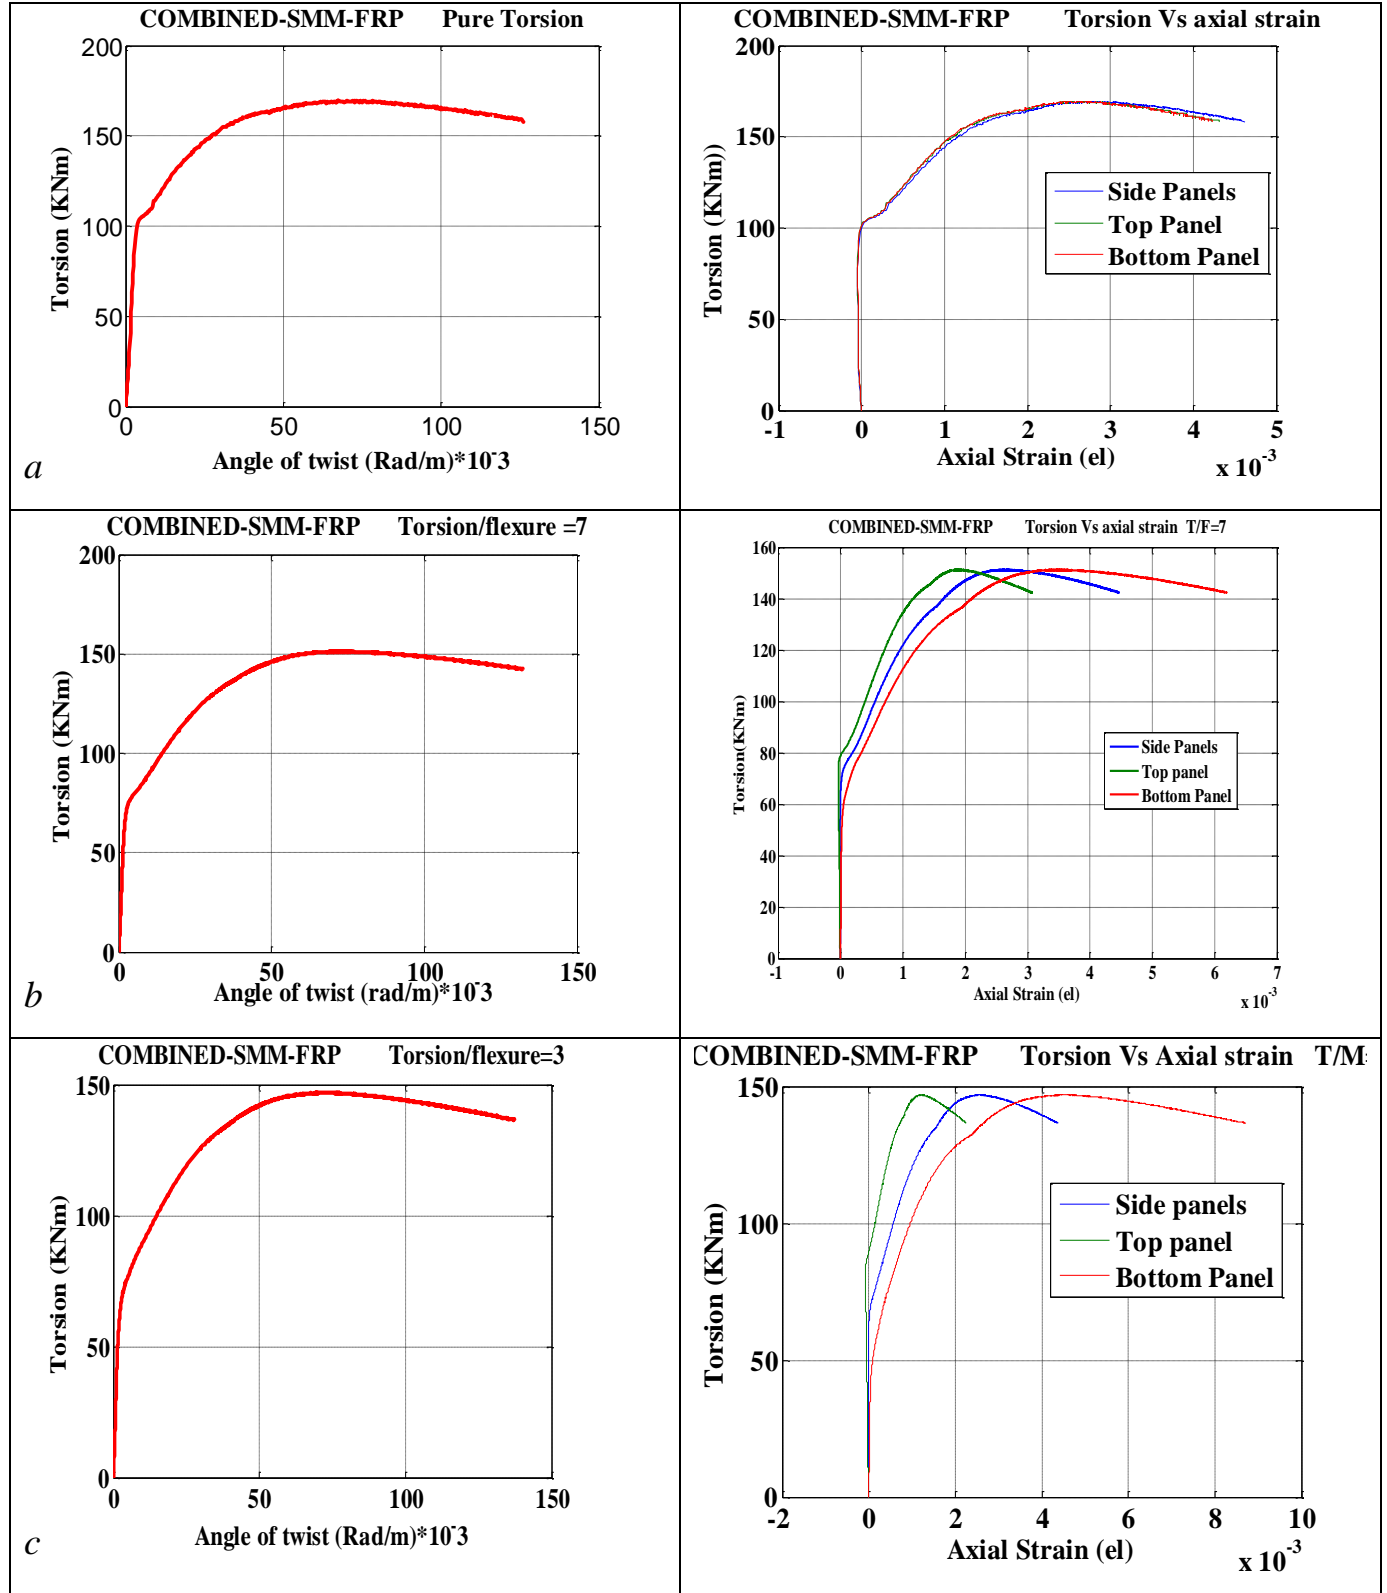 COMBINED-SMM-FRP Pure Torsion
200
150
100
50
0
Torsion (KNm)
0 50 100 150
Angle of twist (Rad/m)*10-3
a
COMBINED-SMM-FRP Torsion Vs axial strain
200
150
100
50
0
Torsion (KNm))
Side Panels
Top Panel
Bottom Panel
-1 0 1 2 3 4 5
Axial Strain (el)
x 10-3
COMBINED-SMM-FRP Torsion/flexure =7
200
150
100
50
0
Torsion (KNm)
0 50 100 150
Angle of twist (rad/m)*10-3
b
COMBINED-SMM-FRP Torsion Vs axial strain T/F=7
160
140
120
100
80
60
40
20
0
Torsion(KNm)
Side Panels
Top panel
Bottom Panel
-1 0 1 2 3 4 5 6 7
Axial Strain (el)
x 10-3
COMBINED-SMM-FRP Torsion/flexure=3
150
100
50
0
Torsion (KNm)
0 50 100 150
Angle of twist (Rad/m)*10-3
c
COMBINED-SMM-FRP Torsion Vs Axial strain T/M=
150
100
50
0
Torsion (KNm)
Side panels
Top panel
Bottom Panel
-2 0 2 4 6 8 10
Axial Strain (el)
x 10-3